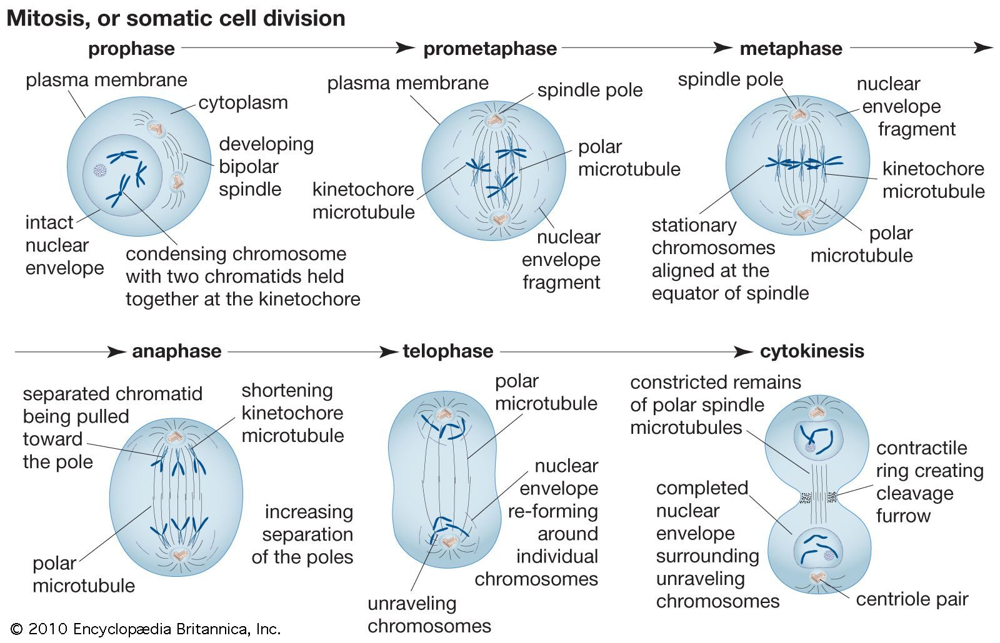 Mitosis, or somatic cell division
prophase
prometaphase
metaphase
plasma membrane
cytoplasm
developing
bipolar
spindle
intact
nuclear
envelope
condensing chromosome
with two chromatids held
together at the kinetochore
plasma membrane
spindle pole
polar
microtubule
kinetochore
microtubule
nuclear
envelope
fragment
spindle pole
nuclear
envelope
fragment
kinetochore
microtubule
stationary
chromosomes
aligned at the
equator of spindle
polar
microtubule
anaphase
telophase
cytokinesis
separated chromatid
being pulled
toward
the pole
shortening
kinetochore
microtubule
increasing
separation
of the poles
polar
microtubule
polar
microtubule
nuclear
envelope
re-forming
around
individual
chromosomes
unraveling
chromosomes
constricted remains
of polar spindle
microtubules
contractile
ring creating
cleavage
furrow
completed
nuclear
envelope
surrounding
unraveling
chromosomes
centriole pair
© 2010 Encyclopædia Britannica, Inc.